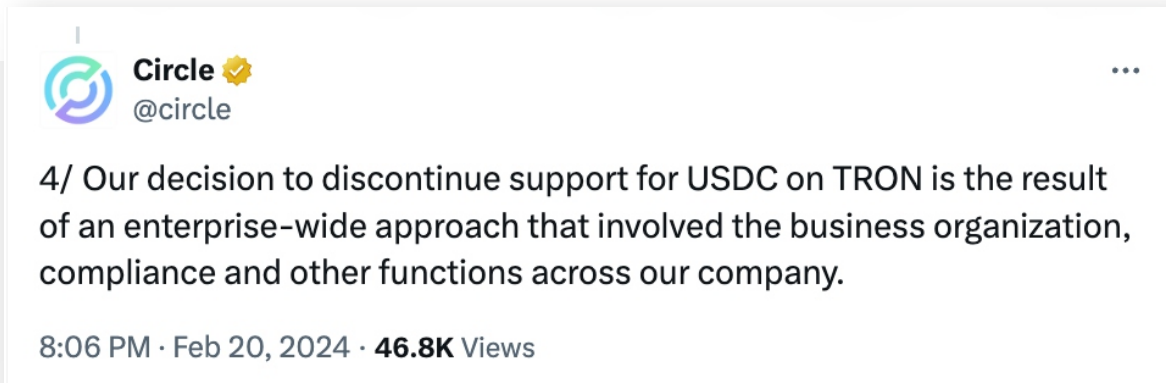 Circle
@circle
4/ Our decision to discontinue support for USDC on TRON is the result
of an enterprise-wide approach that involved the business organization,
compliance and other functions across our company.
8:06 PM · Feb 20, 2024 · 46.8K Views